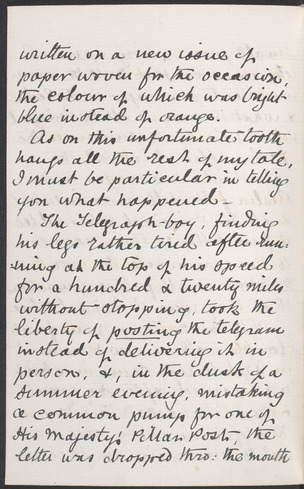 written on a new issue of
paper woven for the occasion,
the colour of which was bright
blue instead of orange.
As on this unfortunate tooth
hangs all the rest of my tale,
I must be particular in telling
you what happened –
The Telegraph-boy, finding
his legs rather tired after run-
-ning at the top of his speed
for a hundred & twenty miles
without stopping, took the
liberty of posting the telegram
instead of delivering it in
person, &, in the dusk of a
summer evening, mistaking
a common pump for one of
His Majesty's Pillar Post, the
letter was dropped thro: the mouth